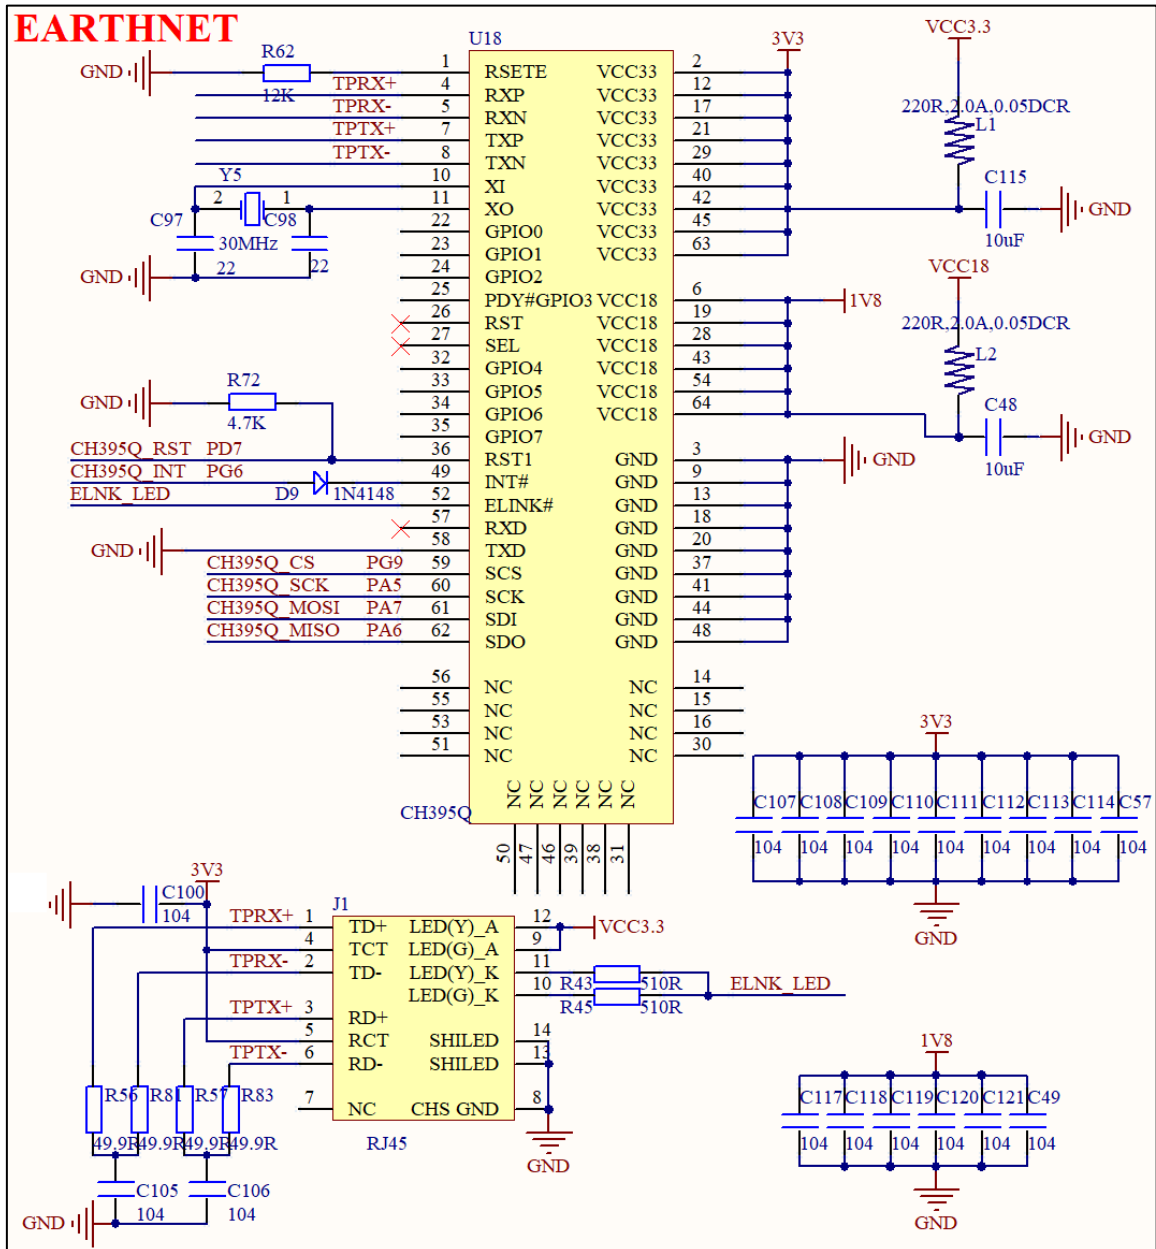 EARTHNET
U18
GND
R62
12K
1 RSETE VCC33 2
TPRX+ 4 RXP VCC33 12
TPRX- 5 RXN VCC33 17
TPTX+ 7 TXP VCC33 21
TPTX- 8 TXN VCC33 29
10 XI VCC33 40
11 XO VCC33 42
22 GPIO0 VCC33 45
23 GPIO1 VCC33 63
24 GPIO2
25 PDY#GPIO3 VCC18 6
26 RST VCC18 19
27 SEL VCC18 28
32 GPIO4 VCC18 43
33 GPIO5 VCC18 54
34 GPIO6 VCC18 64
35 GPIO7
CH395Q_RST PD7 36 RST1 GND 3
CH395Q_INT PG6 49 INT# GND 9
ELNK_LED 52 ELINK# GND 13
57 RXD GND 18
GND 58 TXD GND 20
CH395Q_CS PG9 59 SCS GND 37
CH395Q_SCK PA5 60 SCK GND 41
CH395Q_MOSI PA7 61 SDI GND 44
CH395Q_MISO PA6 62 SDO GND 48
56 NC NC 14
55 NC NC 15
53 NC NC 16
51 NC NC 30
NC NC NC NC NC NC
50 47 46 39 38 31
CH395Q
Y5
2 1
C97 C98
30MHz
22 22
GND
R72
GND
4.7K
D9 1N4148
3V3
VCC3.3
220R,2.0A,0.05DCR
L1
C115
GND
10uF
1V8
VCC18
220R,2.0A,0.05DCR
L2
C48
GND
10uF
GND
3V3
C107 C108 C109 C110 C111 C112 C113 C114 C57
104 104 104 104 104 104 104 104 104
GND
3V3
C100
104
J1
TPRX+ 1 TD+ LED(Y)_A 12
VCC3.3
4 TCT LED(G)_A 9
TPRX- 2 TD- LED(Y)_K 11
R43 510R
LED(G)_K 10
ELNK_LED
R45 510R
TPTX+ 3 RD+
5 RCT SHILED 14
TPTX- 6 RD- SHILED 13
7 NC CHS GND 8
RJ45
GND
R56 R81 R57 R83
49.9R 49.9R 49.9R 49.9R
C105 C106
104 104
GND
1V8
C117 C118 C119 C120 C121 C49
104 104 104 104 104 104
GND